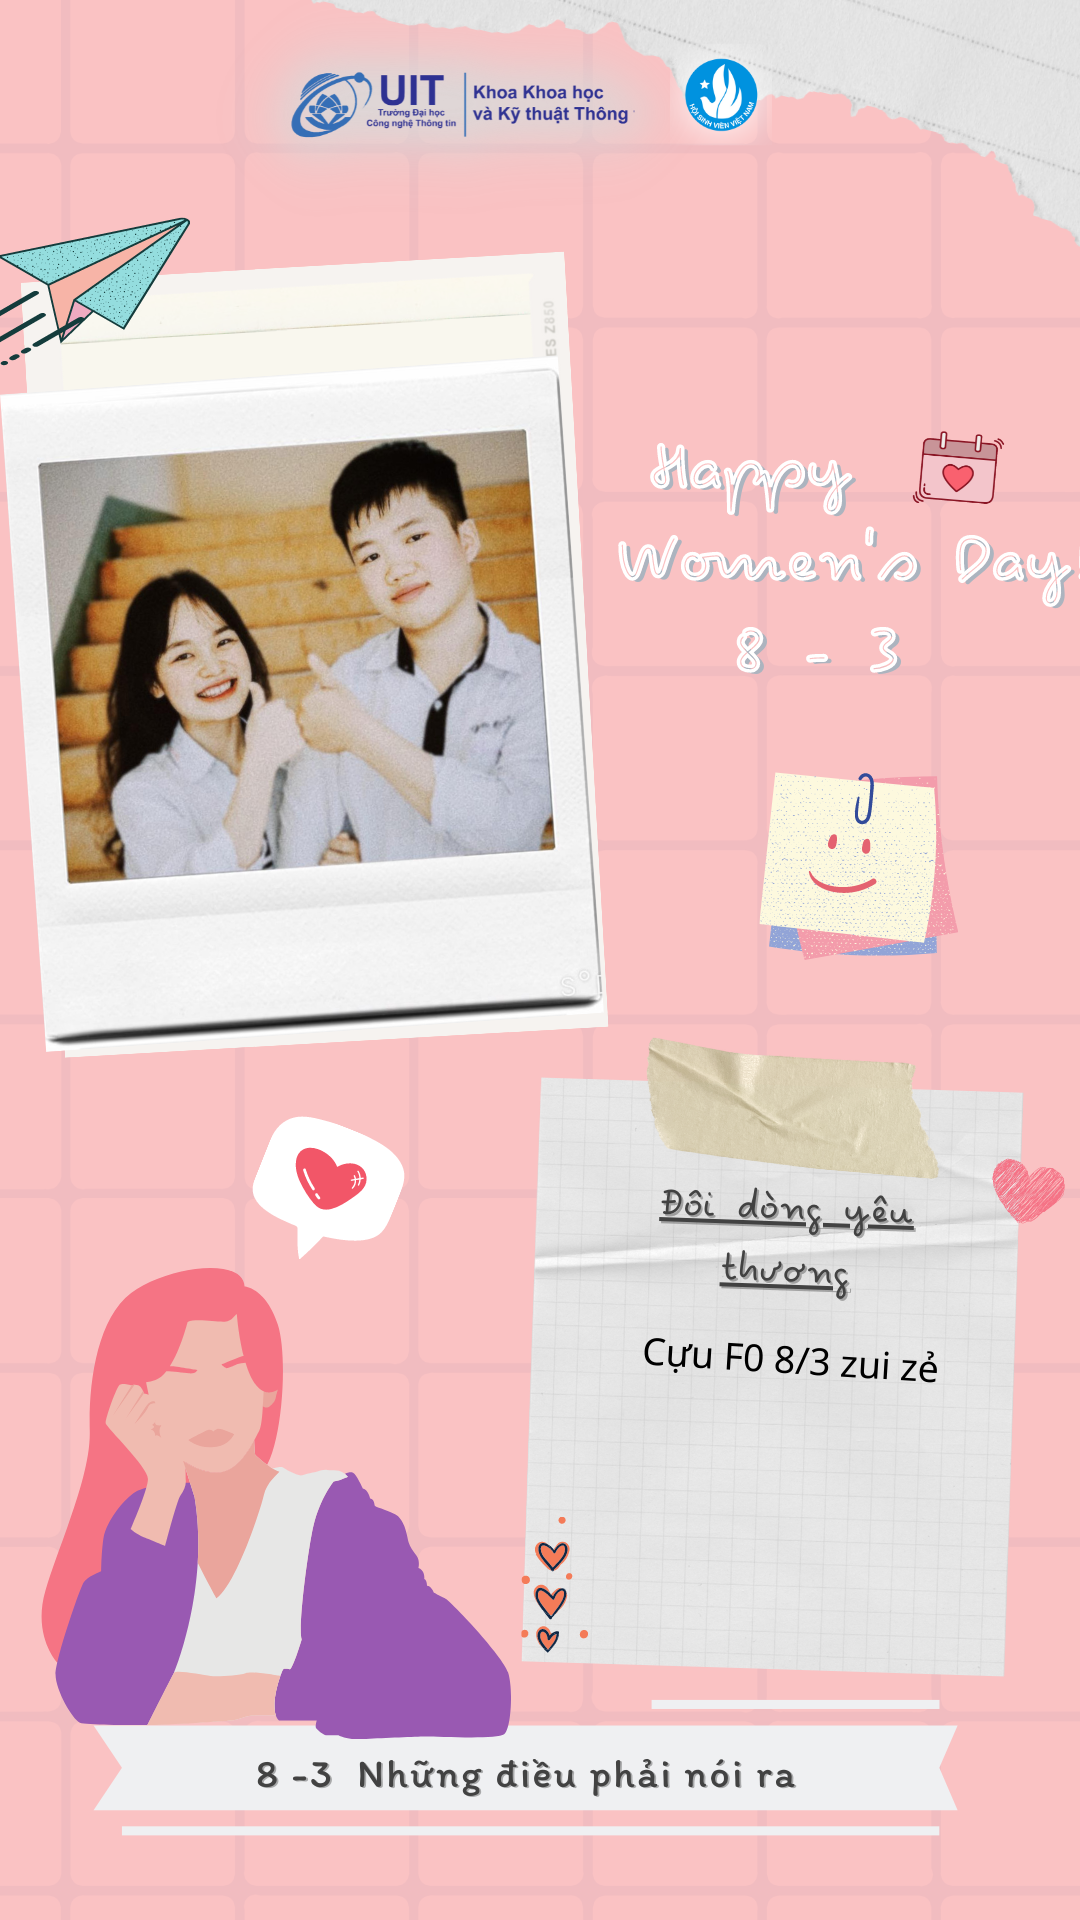 UIT
Trường Đại học
Công nghệ Thông tin
Khoa Khoa học
và Kỹ thuật Thông
HỘI SINH VIÊN VIỆT NAM
ES Z850
Happy
Women's Day
8 - 3
Đôi dòng yêu
thương
Cựu F0 8/3 zui zẻ
8 -3 Những điều phải nói ra